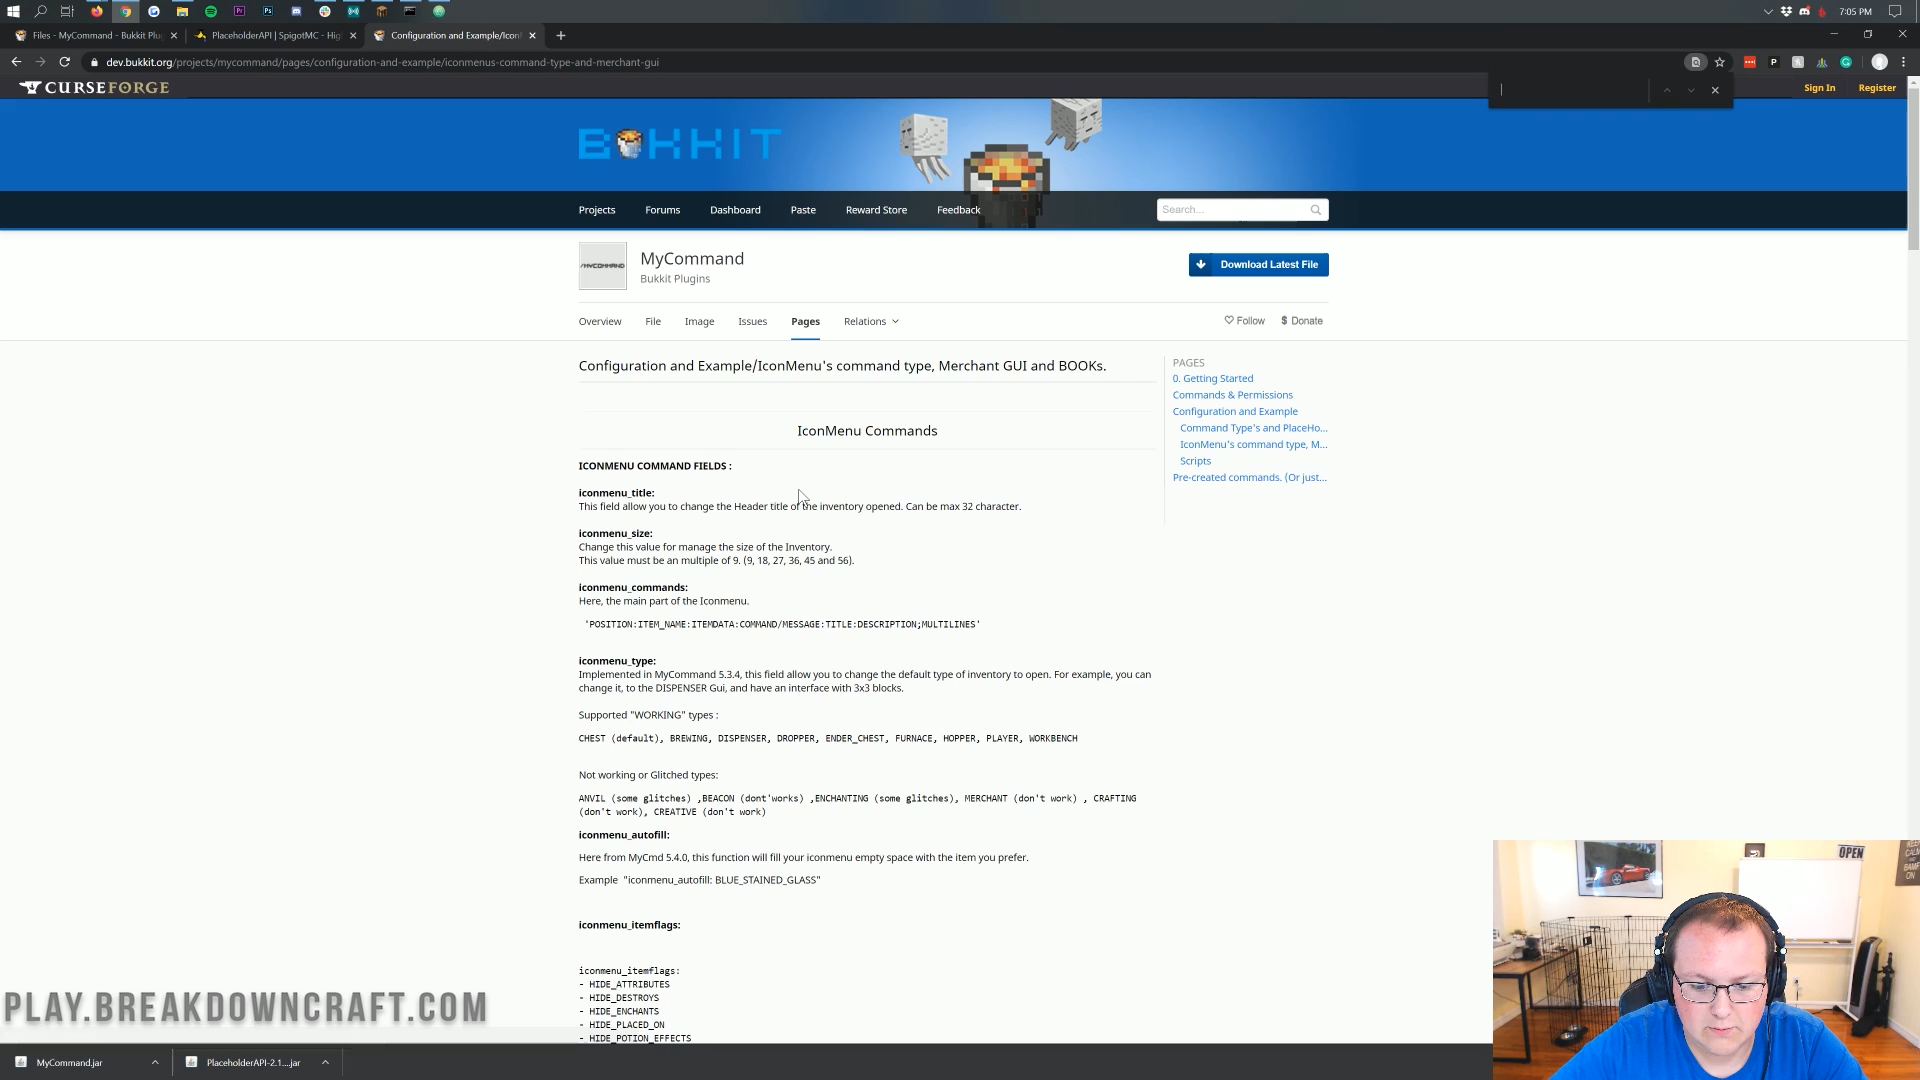 7:05 PM
Files - MyCommand - Bukkit Plu
PlaceholderAPI | SpigotMC - Hig
Configuration and Example/Icon
dev.bukkit.org/projects/mycommand/pages/configuration-and-example/iconmenus-command-type-and-merchant-gui
CURSEFORGE
Sign In
Register
BUKKIT
Projects
Forums
Dashboard
Paste
Reward Store
Feedback
Search...
/MYCOMMAND
MyCommand
Bukkit Plugins
Download Latest File
Overview
File
Image
Issues
Pages
Relations
Follow
$ Donate
Configuration and Example/IconMenu's command type, Merchant GUI and BOOKs.
PAGES
0. Getting Started
Commands & Permissions
Configuration and Example
Command Type's and PlaceHo...
IconMenu's command type, M...
Scripts
Pre-created commands. (Or just...
IconMenu Commands
ICONMENU COMMAND FIELDS :
iconmenu_title:
This field allow you to change the Header title of the inventory opened. Can be max 32 character.
iconmenu_size:
Change this value for manage the size of the Inventory.
This value must be an multiple of 9. (9, 18, 27, 36, 45 and 56).
iconmenu_commands:
Here, the main part of the Iconmenu.
'POSITION:ITEM_NAME:ITEMDATA:COMMAND/MESSAGE:TITLE:DESCRIPTION;MULTILINES'
iconmenu_type:
Implemented in MyCommand 5.3.4, this field allow you to change the default type of inventory to open. For example, you can
change it, to the DISPENSER Gui, and have an interface with 3x3 blocks.
Supported "WORKING" types :
CHEST (default), BREWING, DISPENSER, DROPPER, ENDER_CHEST, FURNACE, HOPPER, PLAYER, WORKBENCH
Not working or Glitched types:
ANVIL (some glitches) ,BEACON (dont'works) ,ENCHANTING (some glitches), MERCHANT (don't work) , CRAFTING
(don't work), CREATIVE (don't work)
iconmenu_autofill:
Here from MyCmd 5.4.0, this function will fill your iconmenu empty space with the item you prefer.
Example "iconmenu_autofill: BLUE_STAINED_GLASS"
iconmenu_itemflags:
iconmenu_itemflags:
- HIDE_ATTRIBUTES
- HIDE_DESTROYS
- HIDE_ENCHANTS
- HIDE_PLACED_ON
- HIDE_POTION_EFFECTS
PLAY.BREAKDOWNCRAFT.COM
OPEN
KEEP
CALM
AND
ON
MyCommand.jar
PlaceholderAPI-2.1....jar